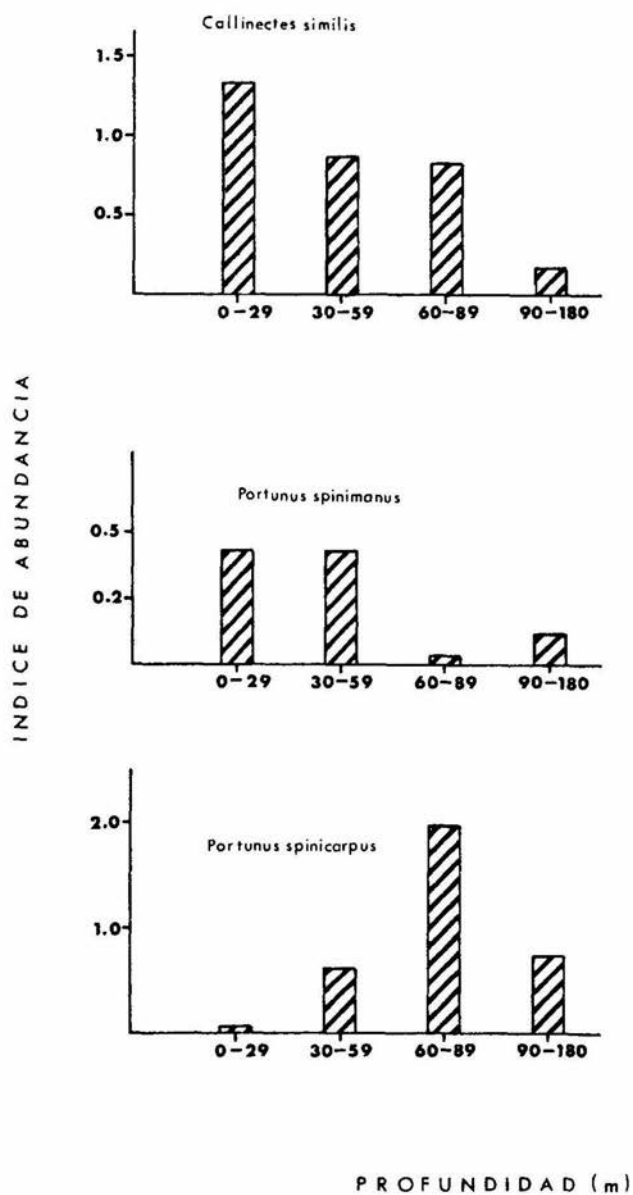 Callinectes similis
1.5
1.0
0.5
0-29 30-59 60-89 90-180
INDICE DE ABUNDANCIA
Portunus spinimanus
0.5
0.2
0-29 30-59 60-89 90-180
Portunus spinicarpus
2.0
1.0
0-29 30-59 60-89 90-180
PROFUNDIDAD (m)